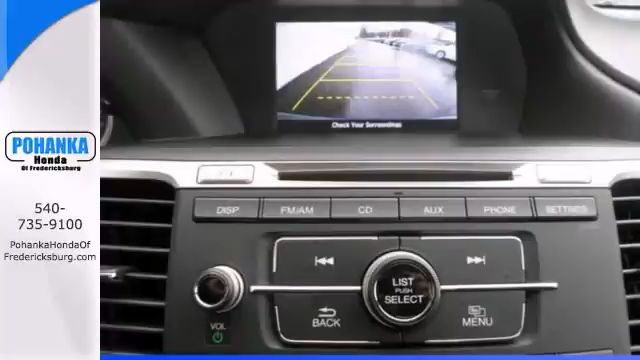 Check Your Surroundings
POHANKA
Honda
Of Fredericksburg
540-
735-9100
PohankaHondaOf
Fredericksburg.com
DISP
FM/AM
CD
AUX
PHONE
SETTINGS
LIST
PUSH
SELECT
BACK
MENU
VOL